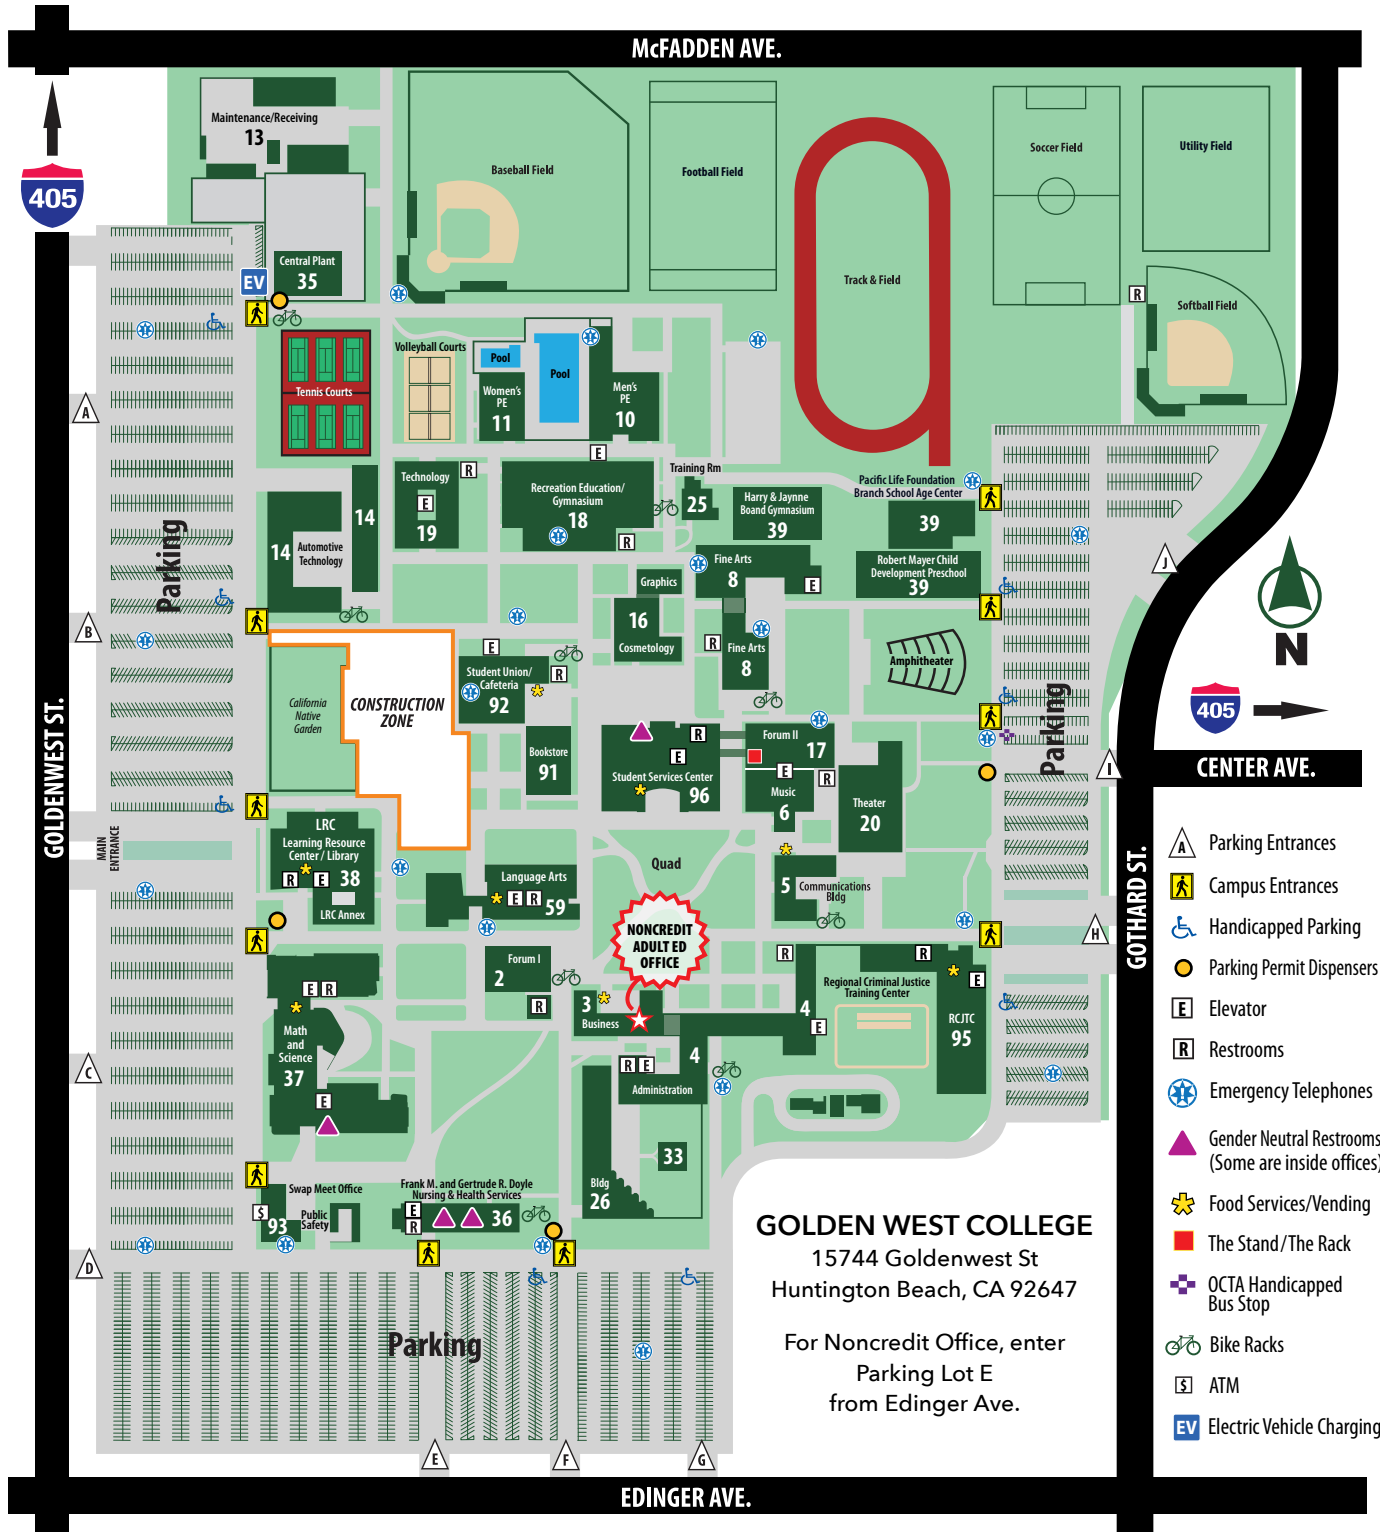 McFADDEN AVE.
405
GOLDENWEST ST.
Maintenance/Receiving
13
Baseball Field
Football Field
Soccer Field
Utility Field
Track & Field
Softball Field
R
Central Plant
35
EV
Tennis Courts
Volleyball Courts
Pool
Pool
Women's
PE
11
Men's
PE
10
A
Technology
E
19
R
E
Recreation Education/
Gymnasium
18
R
Training Rm
25
Harry & Jaynne
Board Gymnasium
39
Pacific Life Foundation
Branch School Age Center
39
Robert Mayer Child
Development Preschool
39
J
N
405
14
14
Automotive
Technology
Parking
B
Graphics
16
Cosmetology
Fine Arts
8
E
R
Fine Arts
8
Amphitheater
California
Native
Garden
CONSTRUCTION
ZONE
E
Student Union/
Cafeteria
92
R
Bookstore
91
R
E
Student Services Center
96
Forum II
17
E
R
Music
6
Theater
20
Parking
I
CENTER AVE.
GOTHARD ST.
MAIN
ENTRANCE
LRC
Learning Resource
Center / Library
R
E
38
LRC Annex
Language Arts
E
R
59
Quad
NONCREDIT
ADULT ED
OFFICE
5
Communications
Bldg
H
Forum I
2
R
3
Business
R
4
E
Regional Criminal Justice
Training Center
R
E
RCJTC
95
E
R
Math
and
Science
37
E
C
R
E
4
Administration
33
Bldg
26
Swap Meet Office
$
93
Public
Safety
Frank M. and Gertrude R. Doyle
Nursing & Health Services
E
R
36
D
Parking
E
F
G
EDINGER AVE.
GOLDEN WEST COLLEGE
15744 Goldenwest St
Huntington Beach, CA 92647
For Noncredit Office, enter
Parking Lot E
from Edinger Ave.
A Parking Entrances
Campus Entrances
Handicapped Parking
Parking Permit Dispensers
E Elevator
R Restrooms
Emergency Telephones
Gender Neutral Restrooms
(Some are inside offices)
Food Services/Vending
The Stand/The Rack
OCTA Handicapped
Bus Stop
Bike Racks
$ ATM
EV Electric Vehicle Charging